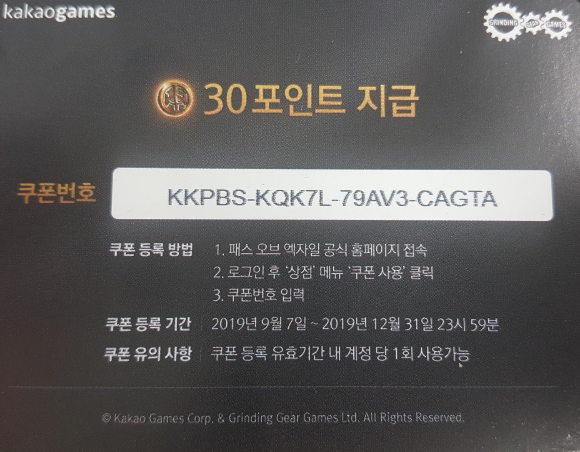 kakaogames
GRINDING GEAR GAMES
30 포인트 지급
쿠폰번호
KKPBS-KQK7L-79AV3-CAGTA
쿠폰 등록 방법
1. 패스 오브 엑자일 공식 홈페이지 접속
2. 로그인 후 ‘상점’ 메뉴 ‘쿠폰 사용’ 클릭
3. 쿠폰번호 입력
쿠폰 등록 기간
2019년 9월 7일 ~ 2019년 12월 31일 23시 59분
쿠폰 유의 사항
쿠폰 등록 유효기간 내 계정 당 1회 사용가능
© Kakao Games Corp. & Grinding Gear Games Ltd. All Rights Reserved.